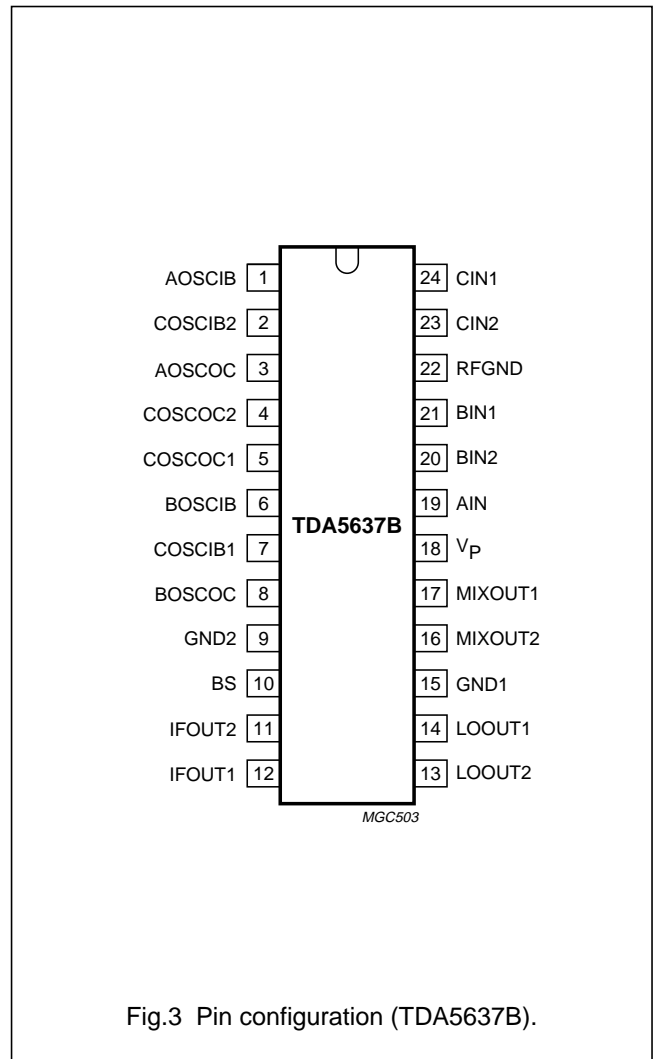 AOSCIB 1
COSCIB2 2
AOSCOC 3
COSCOC2 4
COSCOC1 5
BOSCIB 6
COSCIB1 7
BOSCOC 8
GND2 9
BS 10
IFOUT2 11
IFOUT1 12
TDA5637B
24 CIN1
23 CIN2
22 RFGND
21 BIN1
20 BIN2
19 AIN
18 VP
17 MIXOUT1
16 MIXOUT2
15 GND1
14 LOOUT1
13 LOOUT2
MGC503
Fig.3 Pin configuration (TDA5637B).